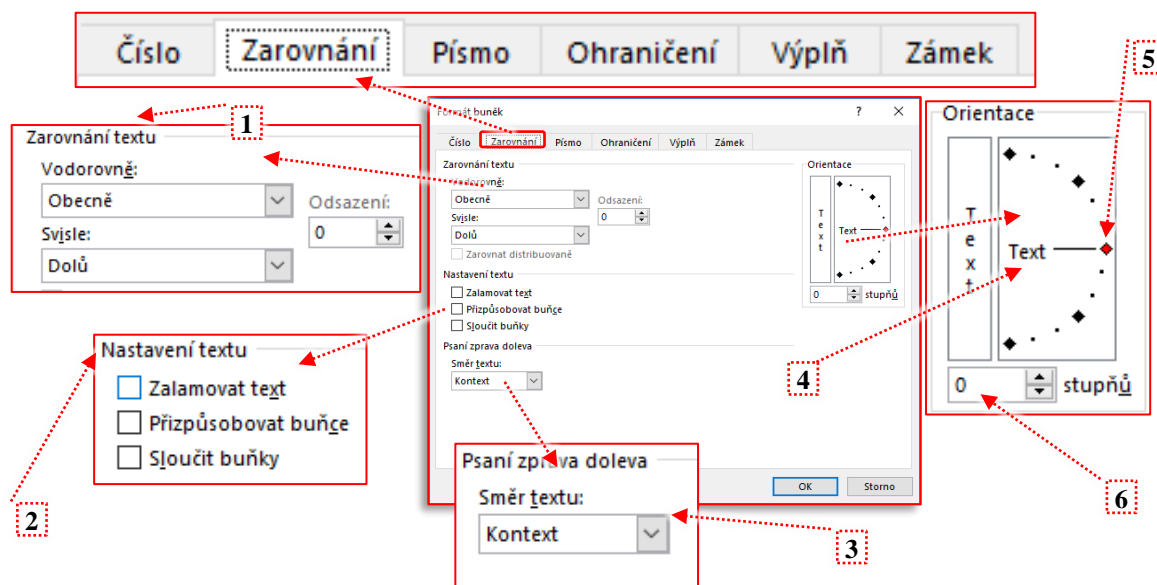 Číslo Zarovnání Písmo Ohraničení Výplň Zámek
5
1
Zarovnání textu
Vodorovně:
Obecně
Odsazení:
Svisle:
0
Dolů
Formát buněk ? ×
Číslo Zarovnání Písmo Ohraničení Výplň Zámek
Zarovnání textu
Vodorovně:
Obecně
Odsazení:
Svisle:
0
Dolů
Zarovnat distribuovaně
Nastavení textu
Zalamovat text
Přizpůsobovat buňce
Sloučit buňky
Psaní zprava doleva
Směr textu:
Kontext
Orientace
Text
Text
0 stupňů
OK Storno
Orientace
Text
Text
0 stupňů
4
6
Nastavení textu
Zalamovat text
Přizpůsobovat buňce
Sloučit buňky
2
Psaní zprava doleva
Směr textu:
Kontext
3